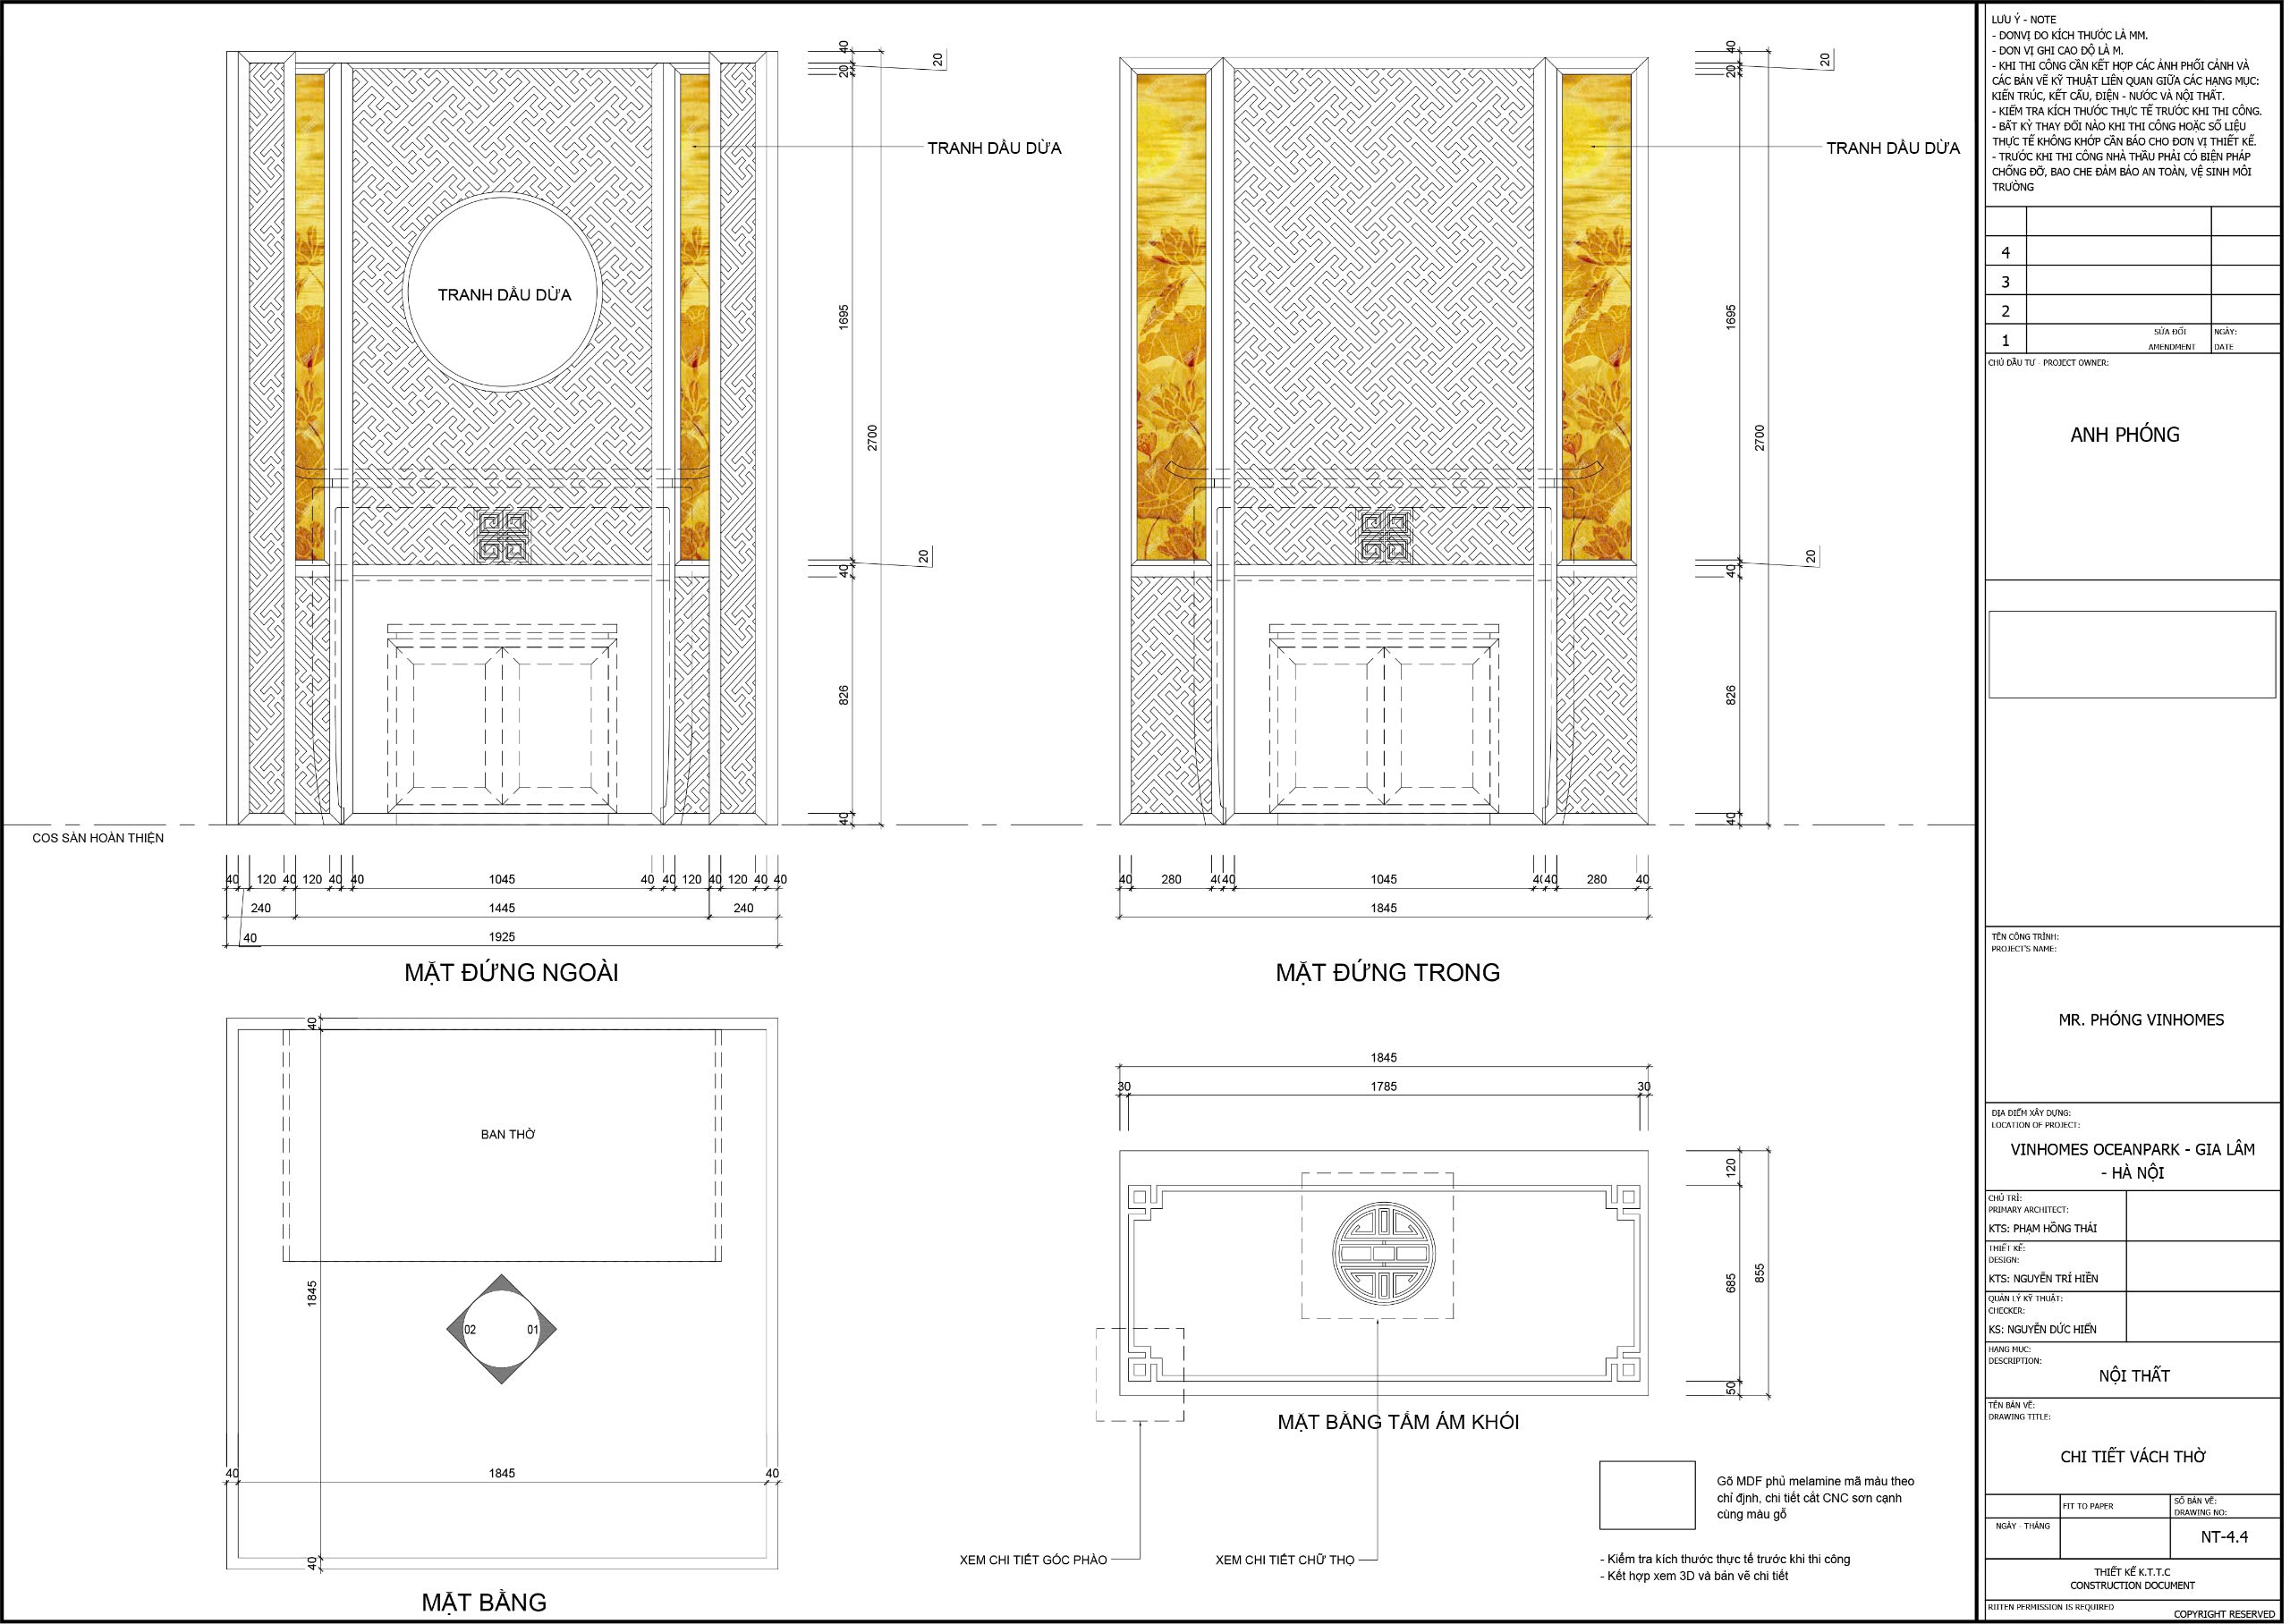 40
20
20
TRANH DẦU DỪA
TRANH DẦU DỪA
1695
2700
20
40
826
40
COS SÀN HOÀN THIỆN
40 120 40 120 40 40 1045 40 40 120 40 120 40 40
240 1445 240
40 1925
MẶT ĐỨNG NGOÀI
40
20
20
TRANH DẦU DỪA
1695
2700
20
40
826
40
40 280 40 40 1045 40 40 280 40
1845
MẶT ĐỨNG TRONG
40
BAN THỜ
1845
02 01
40 1845 40
40
MẶT BẰNG
1845
30 1785 30
120
685
855
50
MẶT BẰNG TẤM ÁM KHÓI
XEM CHI TIẾT GÓC PHÀO
XEM CHI TIẾT CHỮ THỌ
Gỗ MDF phủ melamine mã màu theo
chỉ định, chi tiết cắt CNC sơn cạnh
cùng màu gỗ
- Kiểm tra kích thước thực tế trước khi thi công
- Kết hợp xem 3D và bản vẽ chi tiết
LƯU Ý - NOTE
- ĐƠNVỊ ĐO KÍCH THƯỚC LÀ MM.
- ĐƠN VỊ GHI CAO ĐỘ LÀ M.
- KHI THI CÔNG CẦN KẾT HỢP CÁC ẢNH PHỐI CẢNH VÀ
CÁC BẢN VẼ KỸ THUẬT LIÊN QUAN GIỮA CÁC HẠNG MỤC:
KIẾN TRÚC, KẾT CẤU, ĐIỆN - NƯỚC VÀ NỘI THẤT.
- KIỂM TRA KÍCH THƯỚC THỰC TẾ TRƯỚC KHI THI CÔNG.
- BẤT KỲ THAY ĐỔI NÀO KHI THI CÔNG HOẶC SỐ LIỆU
THỰC TẾ KHÔNG KHỚP CẦN BÁO CHO ĐƠN VỊ THIẾT KẾ.
- TRƯỚC KHI THI CÔNG NHÀ THẦU PHẢI CÓ BIỆN PHÁP
CHỐNG ĐỠ, BAO CHE ĐẢM BẢO AN TOÀN, VỆ SINH MÔI
TRƯỜNG
4
3
2
1
SỬA ĐỔI NGÀY:
AMENDMENT DATE
CHỦ ĐẦU TƯ - PROJECT OWNER:
ANH PHÓNG
TÊN CÔNG TRÌNH:
PROJECT'S NAME:
MR. PHÓNG VINHOMES
ĐỊA ĐIỂM XÂY DỰNG:
LOCATION OF PROJECT:
VINHOMES OCEANPARK - GIA LÂM
- HÀ NỘI
CHỦ TRÌ:
PRIMARY ARCHITECT:
KTS: PHẠM HỒNG THÁI
THIẾT KẾ:
DESIGN:
KTS: NGUYỄN TRÍ HIỀN
QUẢN LÝ KỸ THUẬT:
CHECKER:
KS: NGUYỄN ĐỨC HIỂN
HẠNG MỤC:
DESCRIPTION:
NỘI THẤT
TÊN BẢN VẼ:
DRAWING TITLE:
CHI TIẾT VÁCH THỜ
FIT TO PAPER
SỐ BẢN VẼ:
DRAWING NO:
NGÀY - THÁNG
NT-4.4
THIẾT KẾ K.T.T.C
CONSTRUCTION DOCUMENT
RIITEN PERMISSION IS REQUIRED
COPYRIGHT RESERVED